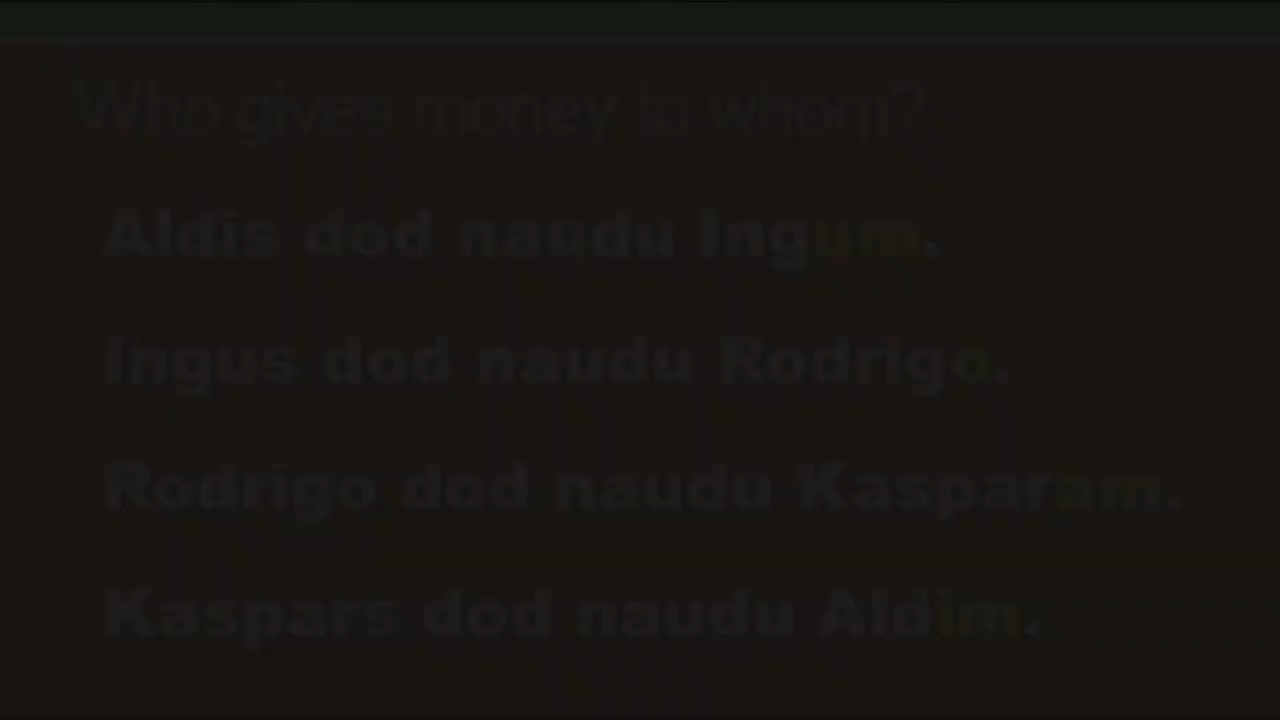 Who gives money to whom?
Aldis dod naudu Ingum.
Ingus dod naudu Rodrigo.
Rodrigo dod naudu Kasparam.
Kaspars dod naudu Aldim.